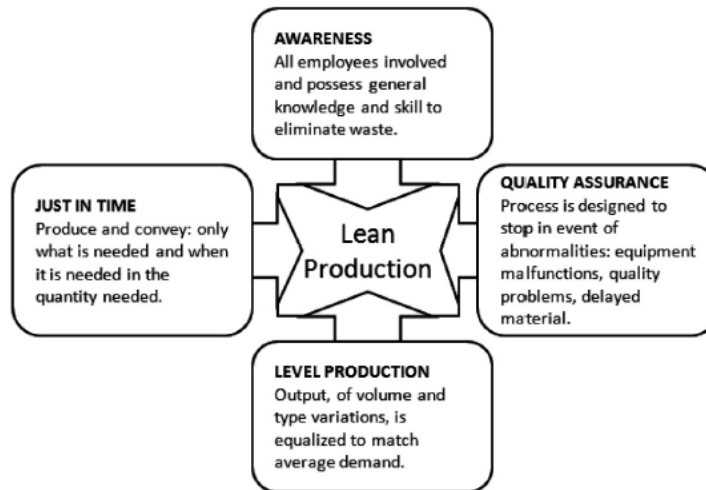 AWARENESS
All employees involved
and possess general
knowledge and skill to
eliminate waste.
JUST IN TIME
Produce and convey: only
what is needed and when
it is needed in the
quantity needed.
Lean
Production
QUALITY ASSURANCE
Process is designed to
stop in event of
abnormalities: equipment
malfunctions, quality
problems, delayed
material.
LEVEL PRODUCTION
Output, of volume and
type variations, is
equalized to match
average demand.